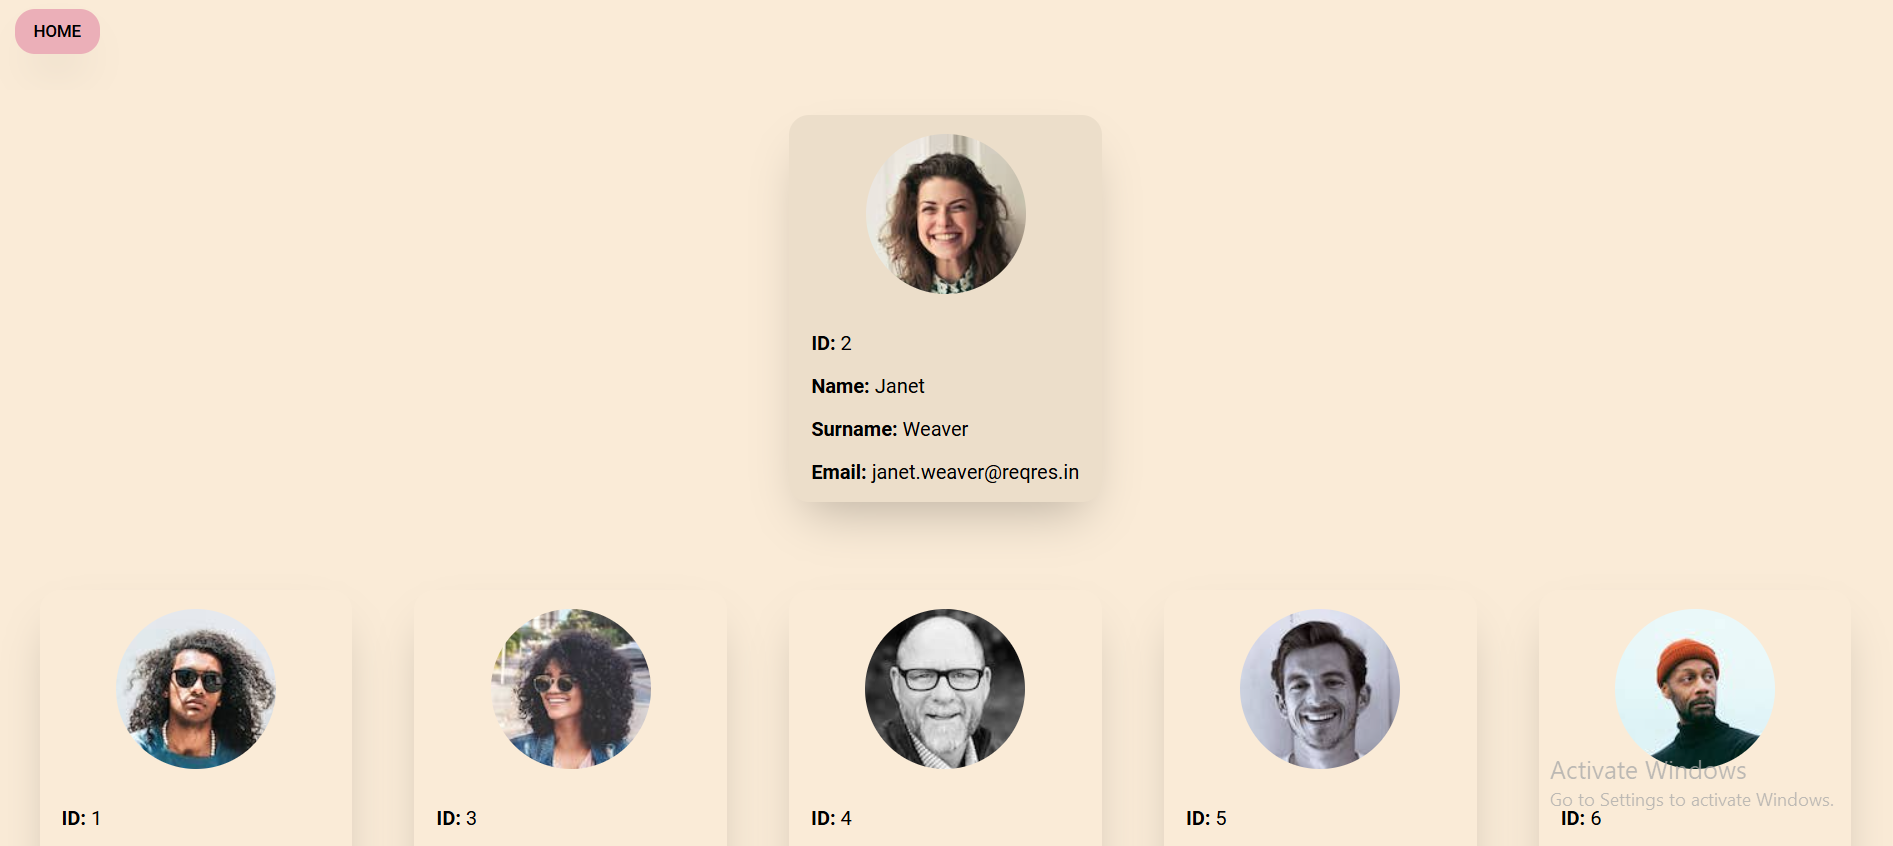 HOME
ID: 2
Name: Janet
Surname: Weaver
Email: janet.weaver@reqres.in
Activate Windows
Go to Settings to activate Windows.
ID: 1
ID: 3
ID: 4
ID: 5
ID: 6